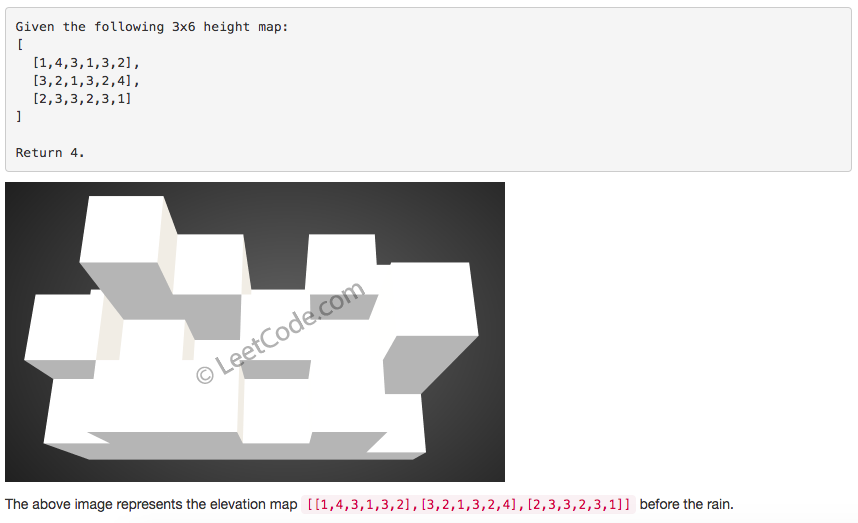 Given the following 3x6 height map:
[
  [1,4,3,1,3,2],
  [3,2,1,3,2,4],
  [2,3,3,2,3,1]
]
Return 4.
© LeetCode.com
The above image represents the elevation map [[1,4,3,1,3,2],[3,2,1,3,2,4],[2,3,3,2,3,1]] before the rain.